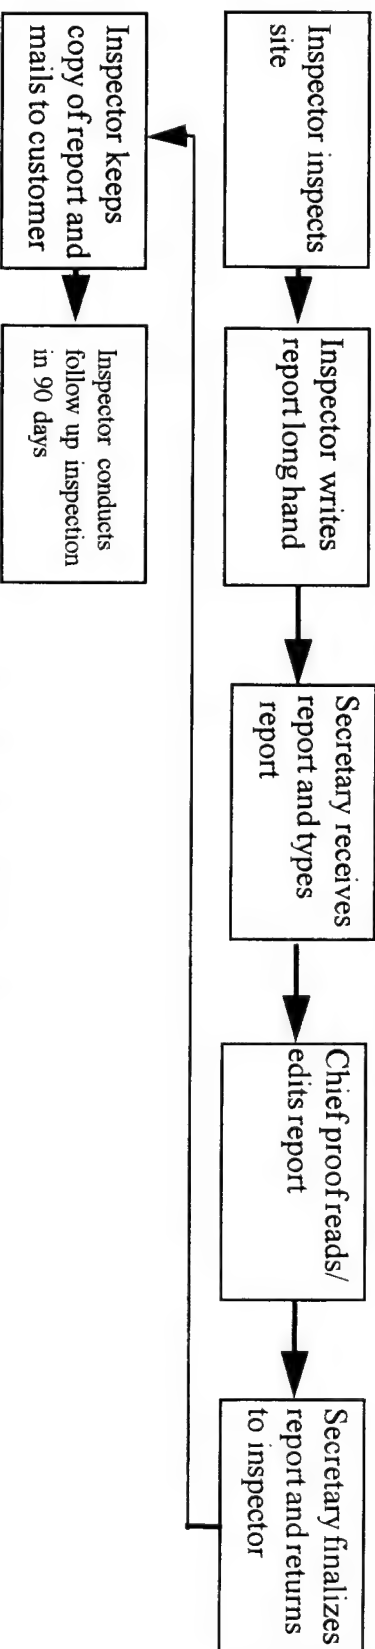 Inspector inspects
site
Inspector writes
report long hand
Secretary receives
report and types
report
Chief proof reads/
edits report
Secretary finalizes
report and returns
to inspector
Inspector keeps
copy of report and
mails to customer
Inspector conducts
follow up inspection
in 90 days